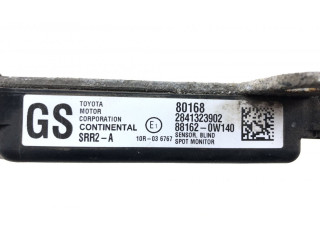 GS
TOYOTA
MOTOR
CORPORATION
CONTINENTAL
SRR2-A
E1
10R-03 6767
80168
2841323902
88162-0W140
SENSOR, BLIND
SPOT MONITOR